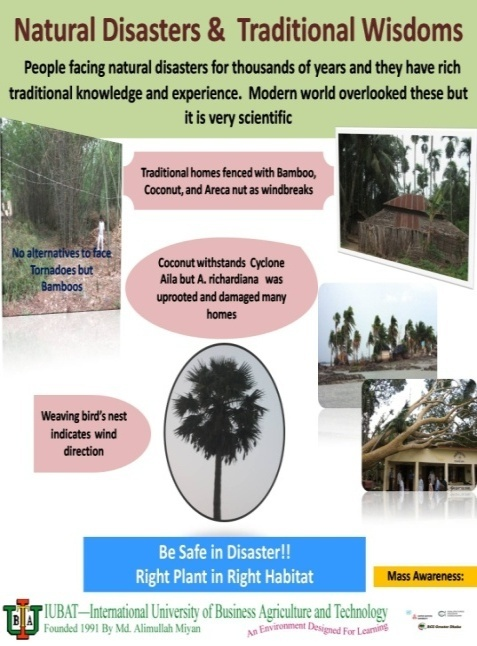 Natural Disasters & Traditional Wisdoms
People facing natural disasters for thousands of years and they have rich
traditional knowledge and experience. Modern world overlooked these but
it is very scientific
Traditional homes fenced with Bamboo,
Coconut, and Areca nut as windbreaks
No alternatives to face
Tornadoes but
Bamboos
Coconut withstands Cyclone
Aila but A. richardiana was
uprooted and damaged many
homes
Weaving bird's nest
indicates wind
direction
Be Safe in Disaster!!
Right Plant in Right Habitat
Mass Awareness:
BIA
IUBAT—International University of Business Agriculture and Technology
Founded 1991 By Md. Alimullah Miyan
An Environment Designed For Learning